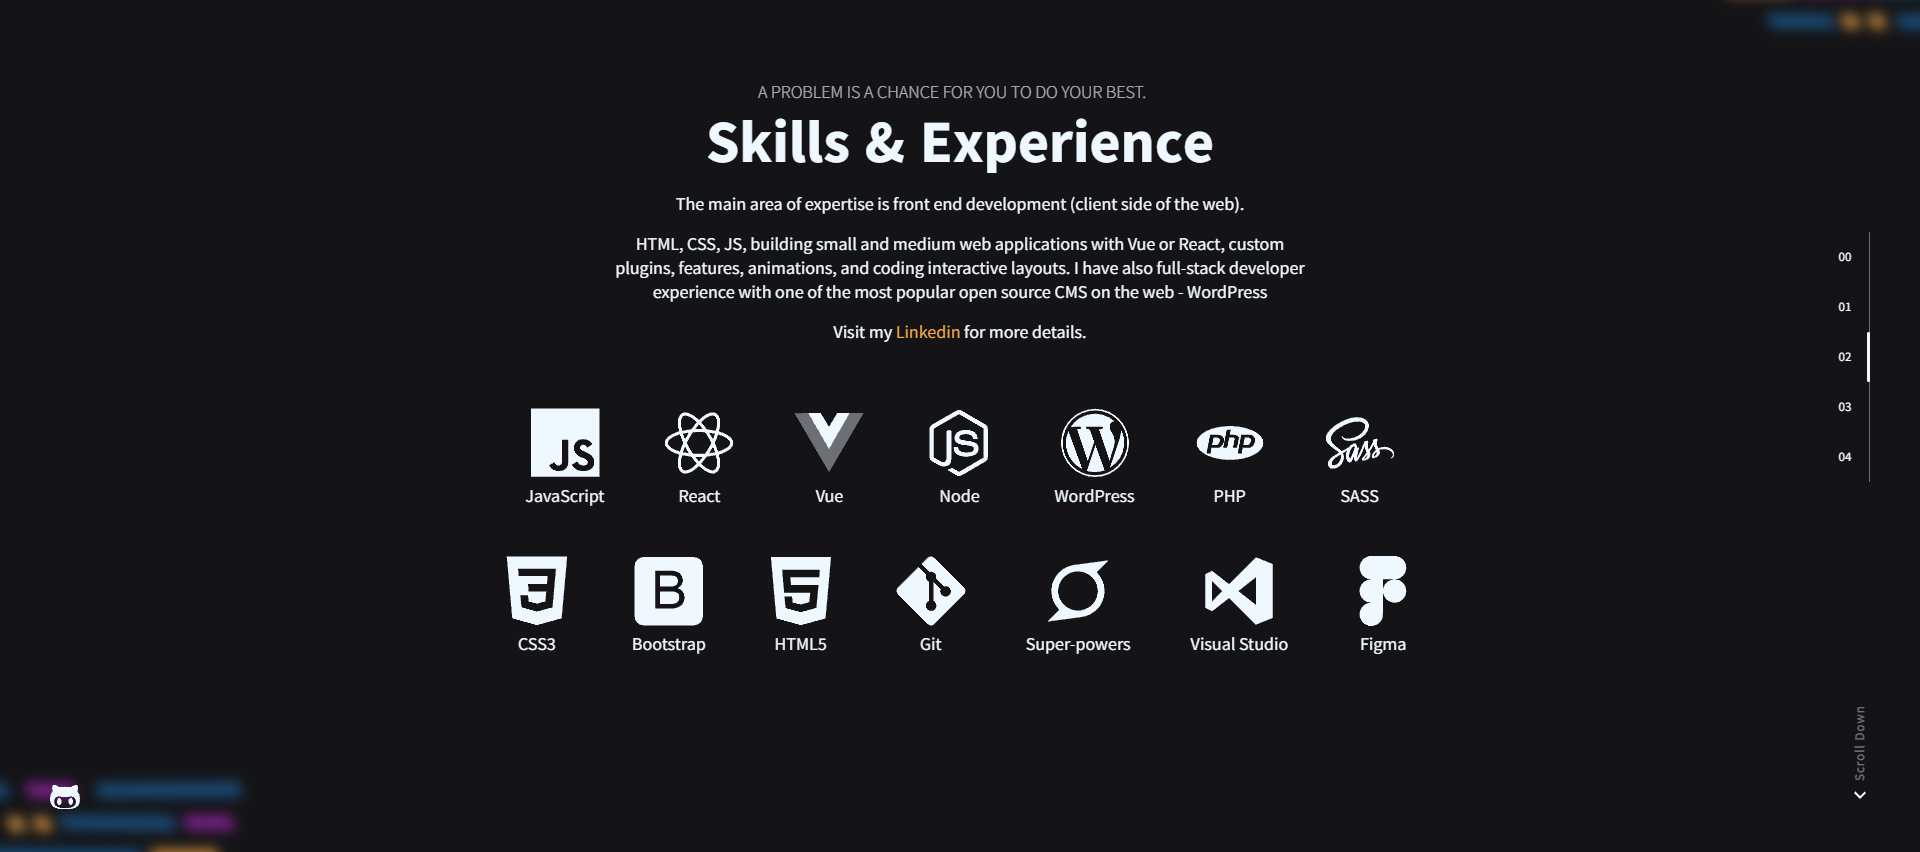 A PROBLEM IS A CHANCE FOR YOU TO DO YOUR BEST.
Skills & Experience
The main area of expertise is front end development (client side of the web).
HTML, CSS, JS, building small and medium web applications with Vue or React, custom
plugins, features, animations, and coding interactive layouts. I have also full-stack developer
experience with one of the most popular open source CMS on the web - WordPress
Visit my Linkedin for more details.
00
01
02
03
04
JS
JS
W
php
Sass
JavaScript
React
Vue
Node
WordPress
PHP
SASS
3
B
5
CSS3
Bootstrap
HTML5
Git
Super-powers
Visual Studio
Figma
Scroll Down